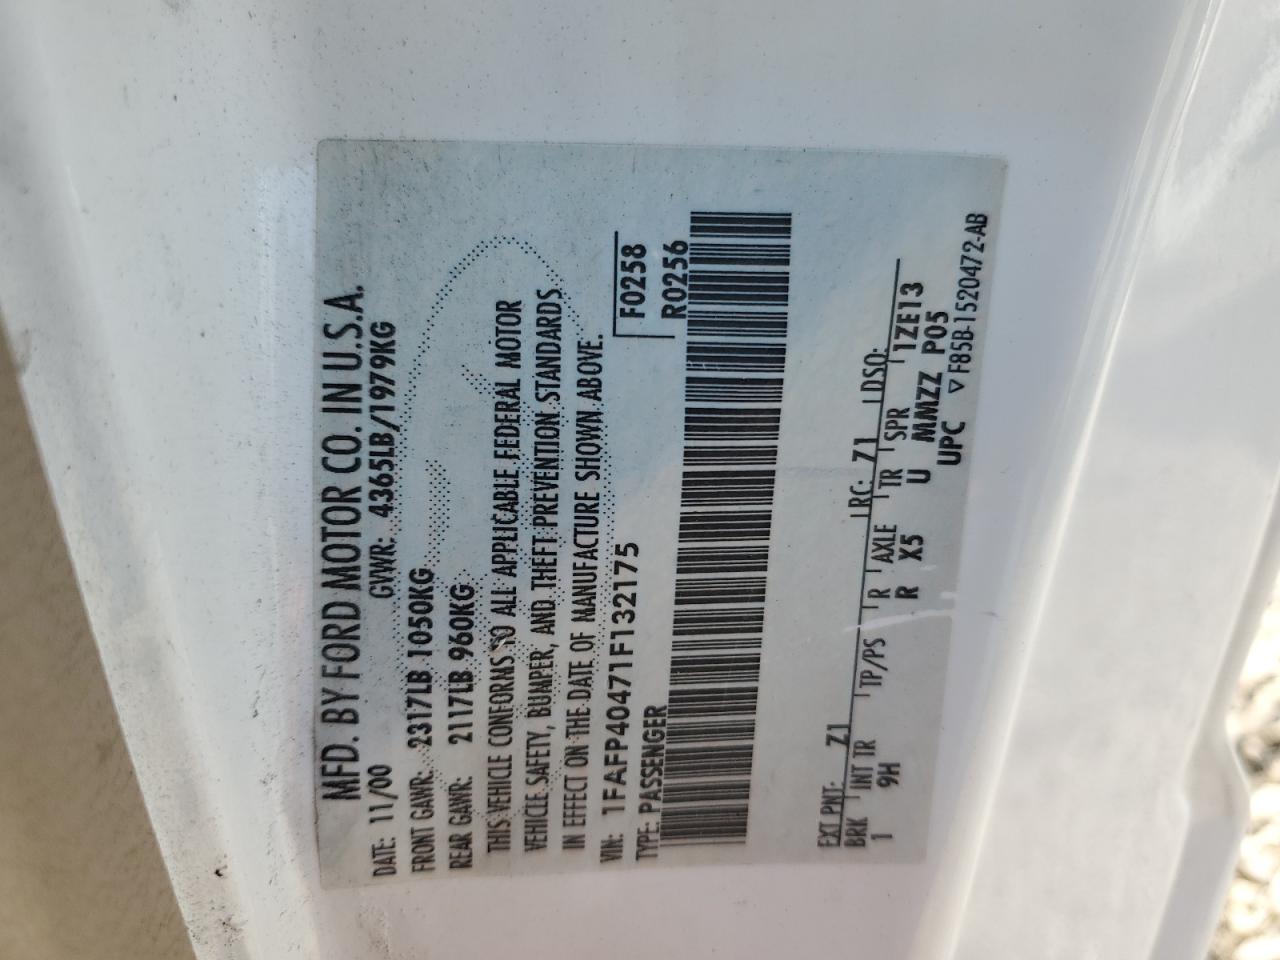 MFD. BY FORD MOTOR CO. IN U.S.A.
DATE: 11/00 GVWR: 4365LB/1979KG
FRONT GAWR: 2317LB 1050KG
REAR GAWR: 2117LB 960KG
THIS VEHICLE CONFORMS TO ALL APPLICABLE FEDERAL MOTOR
VEHICLE SAFETY, BUMPER, AND THEFT PREVENTION STANDARDS
IN EFFECT ON THE DATE OF MANUFACTURE SHOWN ABOVE.
VIN: 1FAFP40471F132175 F0258
TYPE: PASSENGER R0256
EXT PNT: Z1 RC: Z1 DSO:
BRK INT TR TP/PS R AXLE TR SPR 1ZE13
1 9H R X5 U MMZZ P05
UPC ▽ F85B-1520472-AB